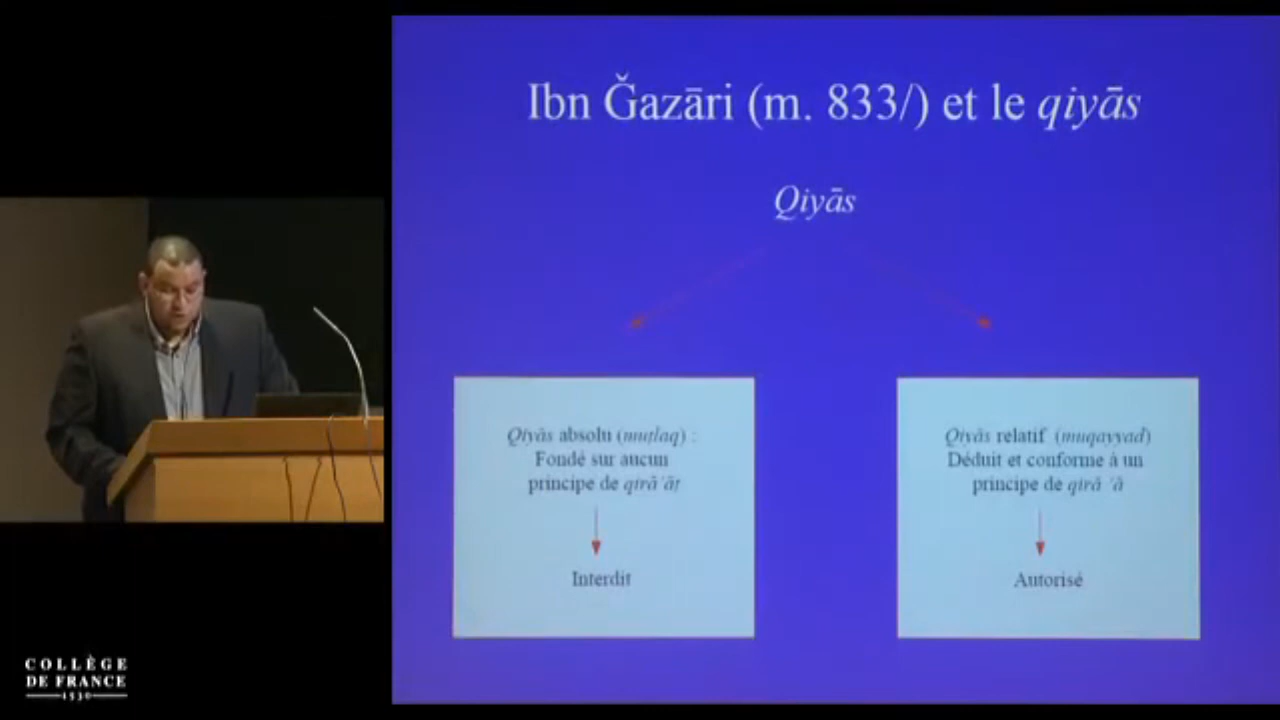 Ibn Ğazāri (m. 833/) et le qiyās
Qiyās
Qiyās absolu (muṭlaq) :
Fondé sur aucun
principe de qirā'āṭ
Interdit
Qiyās relatif (muqayyad)
Déduit et conforme à un
principe de qirā 'ā
Autorisé
COLLÈGE
DE FRANCE
1530